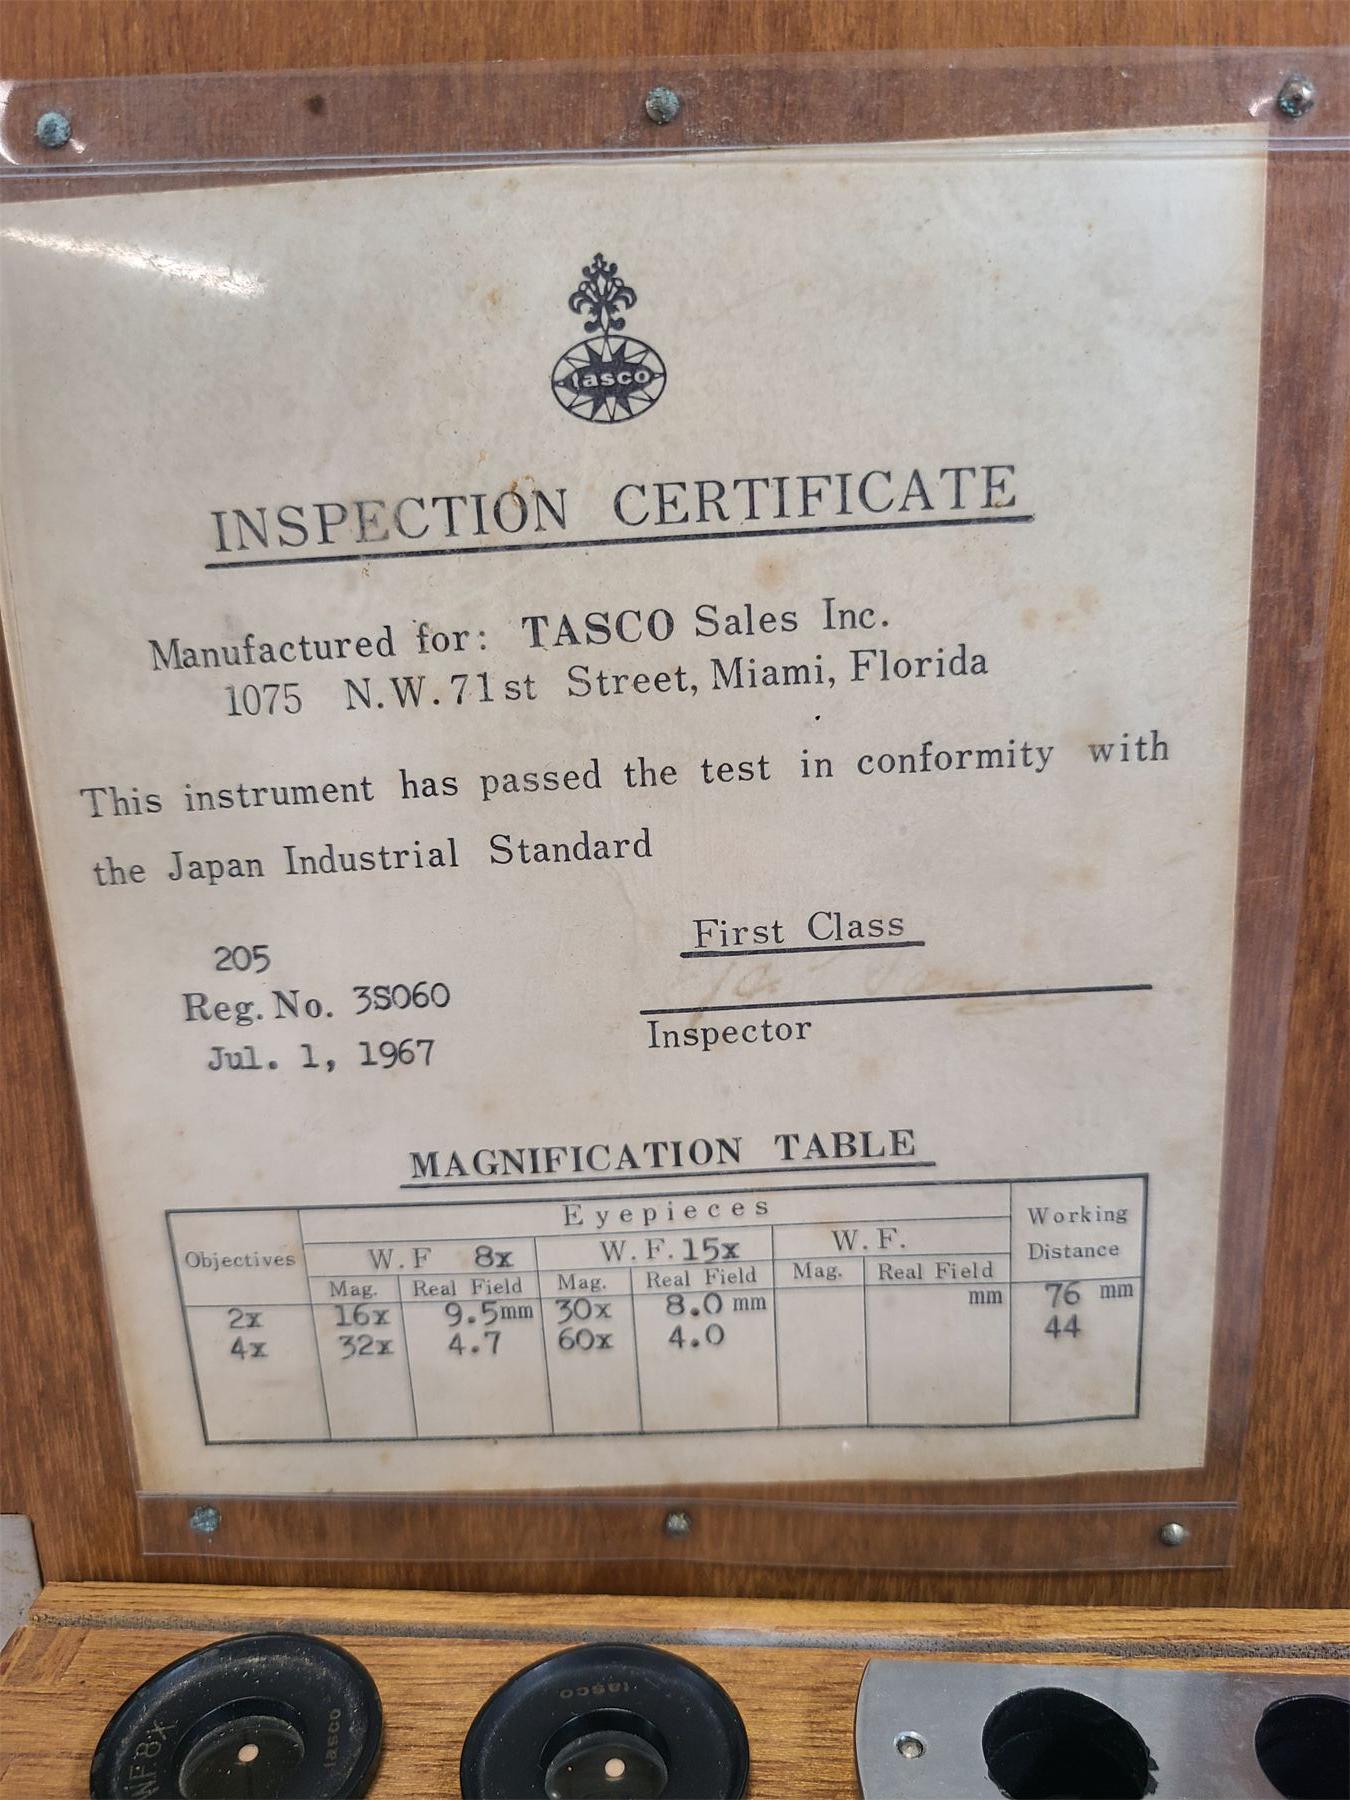 tasco
INSPECTION CERTIFICATE
Manufactured for: TASCO Sales Inc.
1075 N.W. 71st Street, Miami, Florida
This instrument has passed the test in conformity with
the Japan Industrial Standard
First Class
205
Reg. No. 3S060
Inspector
Jul. 1, 1967
MAGNIFICATION TABLE
Objectives Eyepieces Working Distance
W.F 8x W.F. 15x W.F.
Mag. Real Field Mag. Real Field Mag. Real Field
2x 16x 9.5mm 30x 8.0 mm mm 76 mm
4x 32x 4.7 60x 4.0 44
WF8x tasco
tasco